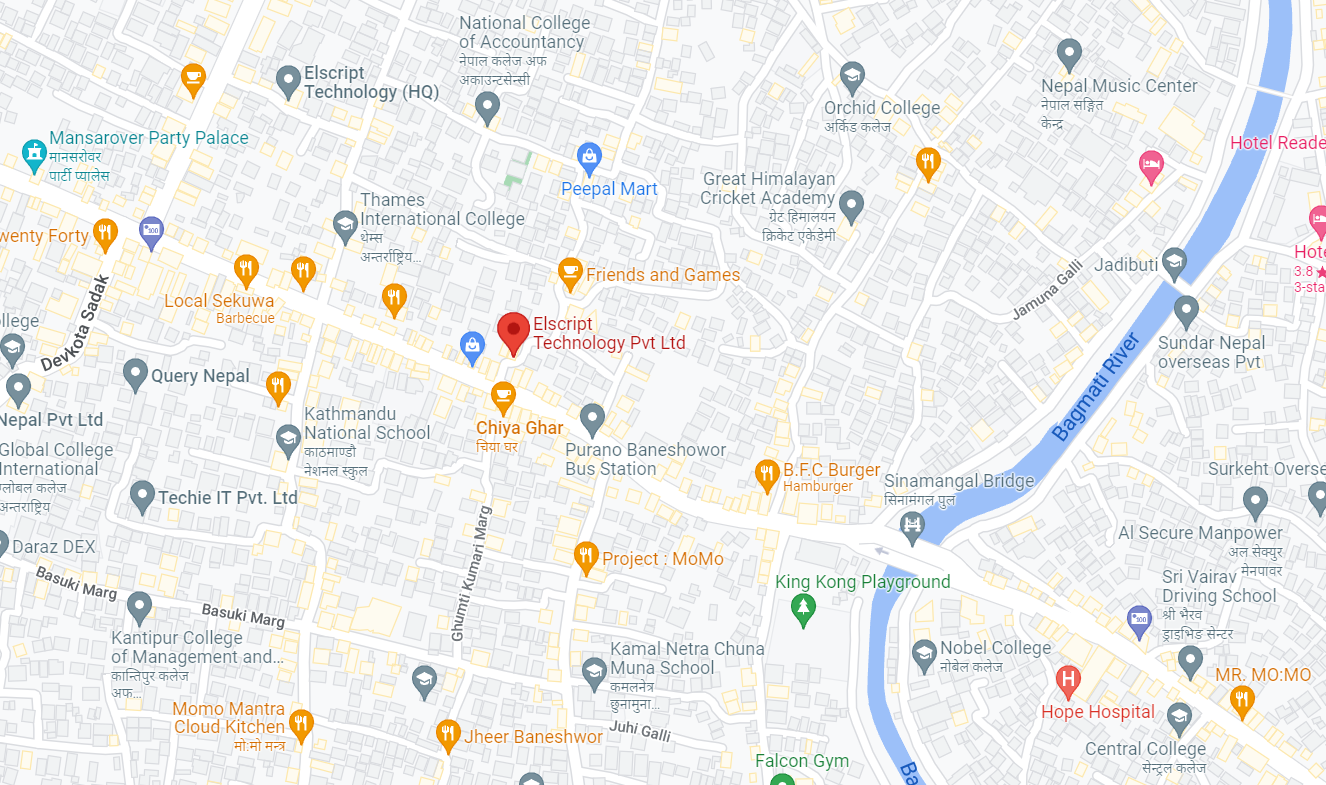 National College
of Accountancy
नेपाल कलेज अफ
अकाउन्टसेन्सी
Elscript
Technology (HQ)
Nepal Music Center
नेपाल सङ्गित
केन्द्र
Orchid College
अर्किड कलेज
Mansarover Party Palace
मानसरोवर
पार्टी प्यालेस
Hotel Reade
Peepal Mart
Great Himalayan
Cricket Academy
ग्रेट हिमालयन
क्रिकेट एकेडेमी
Thames
International College
थेम्स
अन्तर्राष्ट्रिय...
wenty Forty
Hote
3.8
3-sta
Jadibuti
Friends and Games
Jamuna Galli
Local Sekuwa
Barbecue
Devkota Sadak
ollege
Elscript
Technology Pvt Ltd
Sundar Nepal
overseas Pvt
Bagmati River
Query Nepal
Nepal Pvt Ltd
Kathmandu
National School
काठमाण्डौ
नेशनल स्कुल
Chiya Ghar
चिया घर
Purano Baneshowor
Bus Station
Global College
International
ग्लोबल कलेज
अन्तराष्ट्रिय
B.F.C Burger
Hamburger
Sinamangal Bridge
सिनामंगल पुल
Surkeht Overse
Techie IT Pvt. Ltd
Al Secure Manpower
अल सेक्युर
मेनपावर
Daraz DEX
Ghumti Kumari Marg
Project : MoMo
Basuki Marg
Basuki Marg
King Kong Playground
Sri Vairav
Driving School
श्री भैरव
ड्राइभिङ सेन्टर
Kantipur College
of Management and...
कान्तिपुर कलेज
अफ...
Kamal Netra Chuna
Muna School
कमलनेत्र
छुनामुना...
Nobel College
नोबेल कलेज
MR. MO:MO
Hope Hospital
Momo Mantra
Cloud Kitchen
मो:मो मन्त्र
Juhi Galli
Jheer Baneshwor
Central College
सेन्ट्रल कलेज
Falcon Gym
Ba